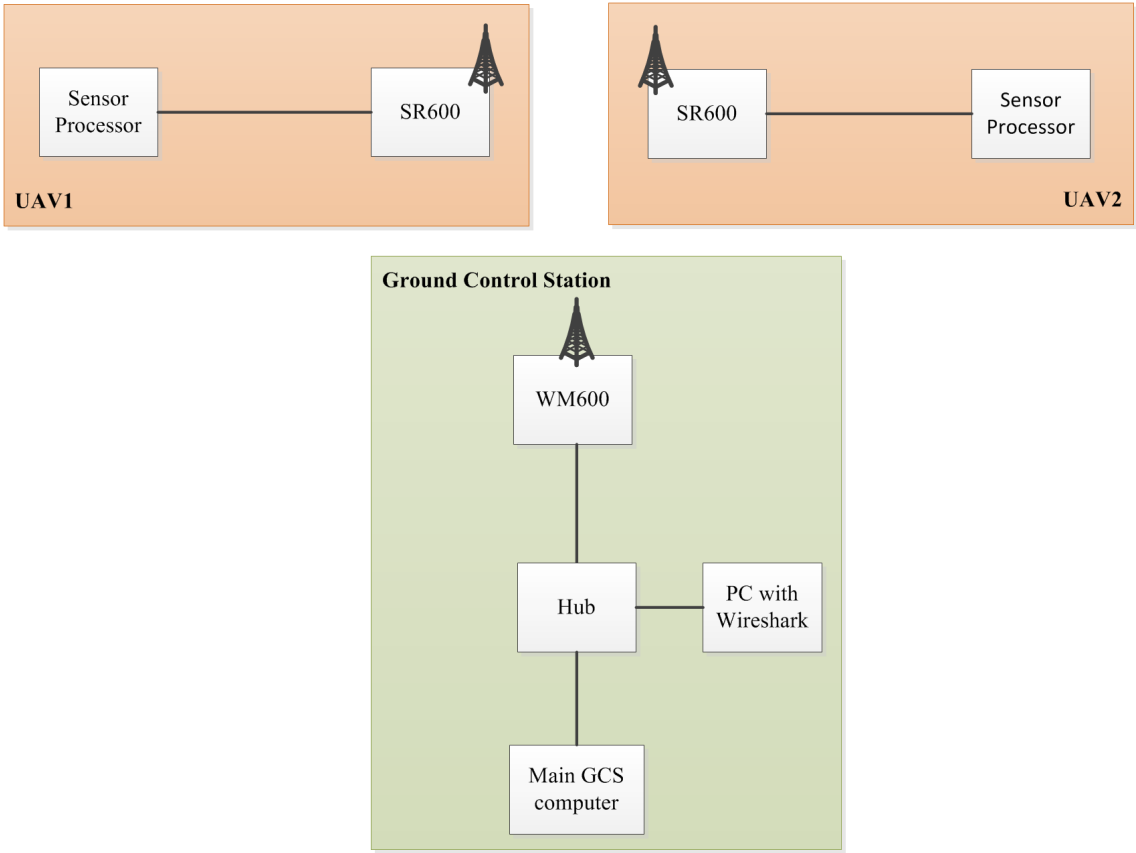 Sensor
Processor
SR600
UAV1
SR600
Sensor
Processor
UAV2
Ground Control Station
WM600
Hub
PC with
Wireshark
Main GCS
computer